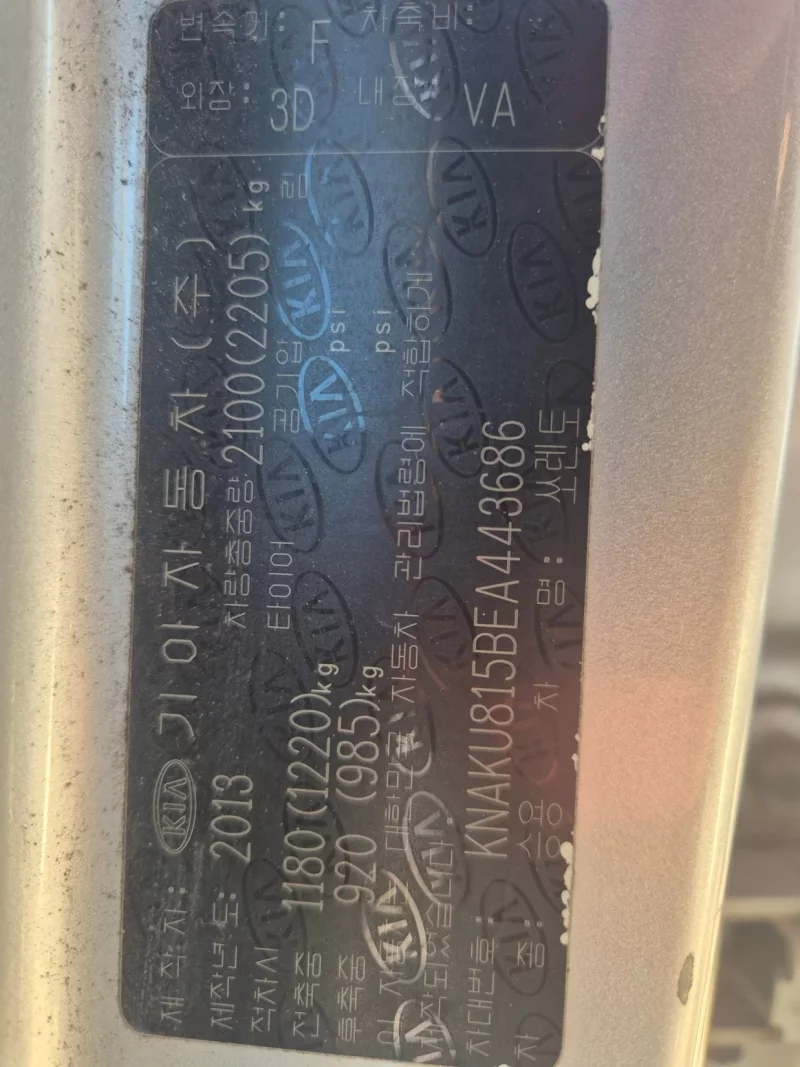 제 작 자 : KIA 기 아 자 동 차 ( 주 )
제작년 도 : 2013 차량총중량 2100(2205) kg
적차시 타이어 공기압 림
전축중 1180(1220)kg psi
후축중 920 (985)kg psi
이 자동차는 대한민국 자동차 관리법령에 적합하게
제작되었습니다.
차대번호 : KNAKU815BEA443686
차 종 : 승용 차 명 : 쏘렌토
변속기 : F 차축비 :
외장 : 3D 내장 : VA